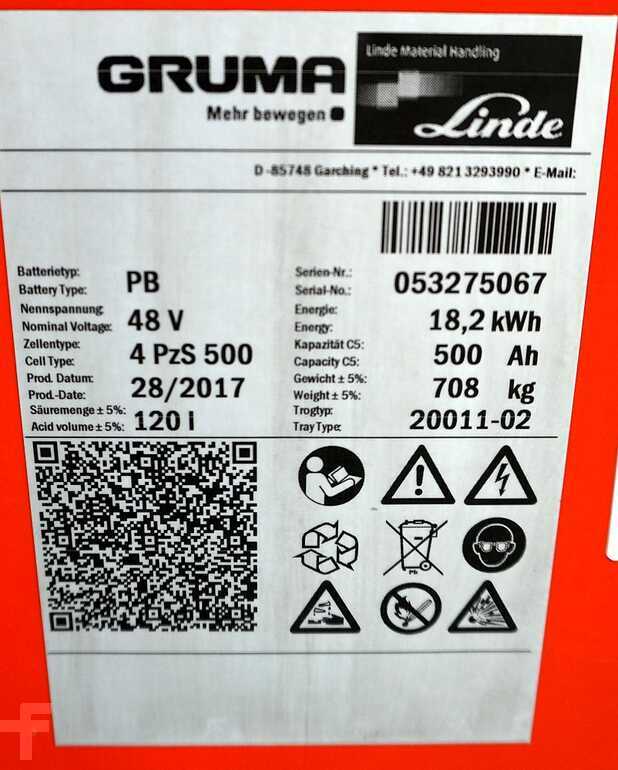 GRUMA
Mehr bewegen
Linde Material Handling
Linde
D-85748 Garching * Tel.: +49 821 3293990 * E-Mail:
Batterietyp:
Battery Type: PB
Nennspannung:
Nominal Voltage: 48 V
Zellentype:
Cell Type: 4 PzS 500
Prod. Datum:
Prod.-Date: 28/2017
Säuremenge ± 5%:
Acid volume ± 5%: 120 l
Serien-Nr.:
Serial-No.: 053275067
Energie:
Energy: 18,2 kWh
Kapazität C5:
Capacity C5: 500 Ah
Gewicht ± 5%:
Weight ± 5%: 708 kg
Trogtyp:
Tray Type: 20011-02
Pb